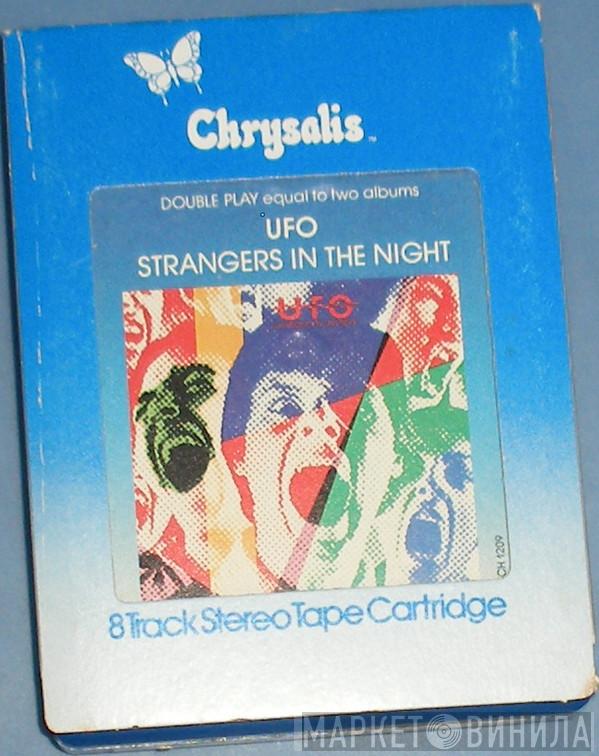 Chrysalis™
DOUBLE PLAY equal to two albums
UFO
STRANGERS IN THE NIGHT
UFO
CH 1209
8 Track Stereo Tape Cartridge
МАРКЕТ ВИНИЛА